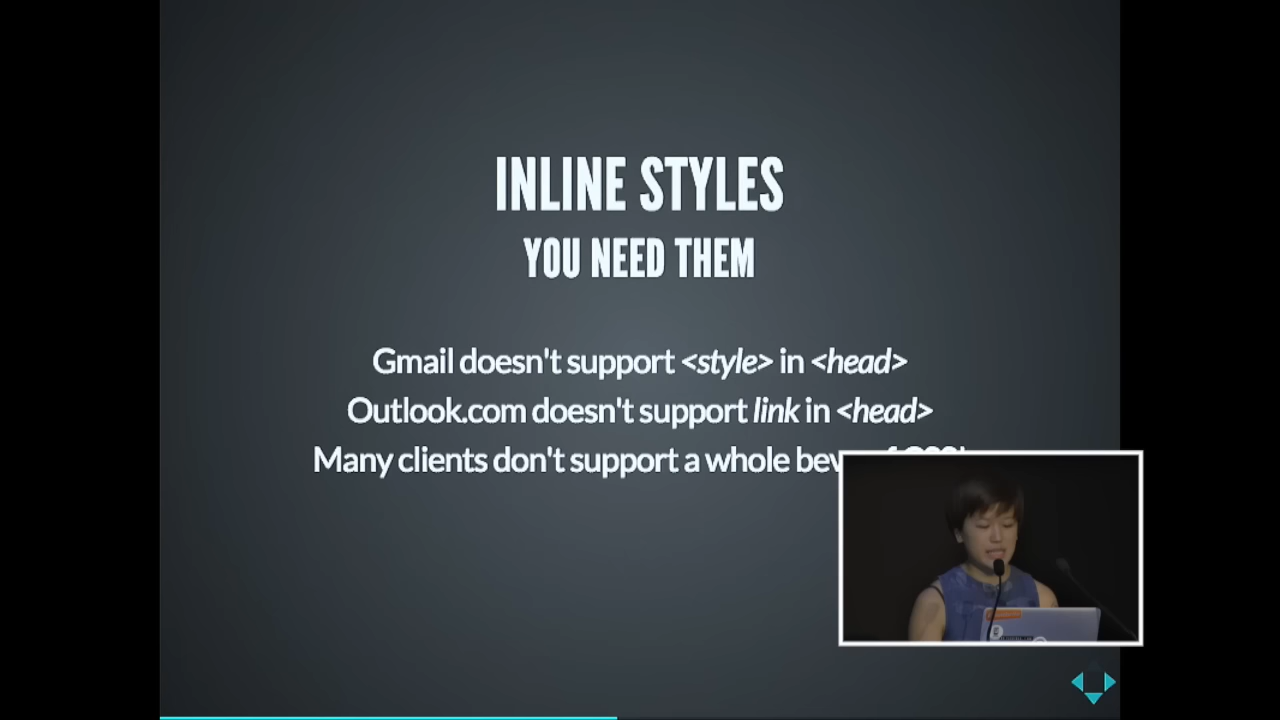 INLINE STYLES
YOU NEED THEM
Gmail doesn't support <style> in <head>
Outlook.com doesn't support link in <head>
Many clients don't support a whole